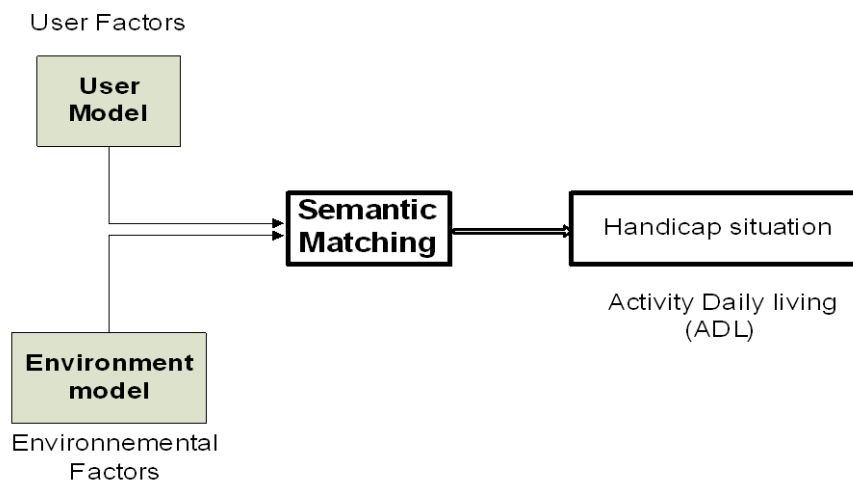 User Factors
User
Model
Semantic
Matching
Handicap situation
Activity Daily living
(ADL)
Environment
model
Environnemental
Factors